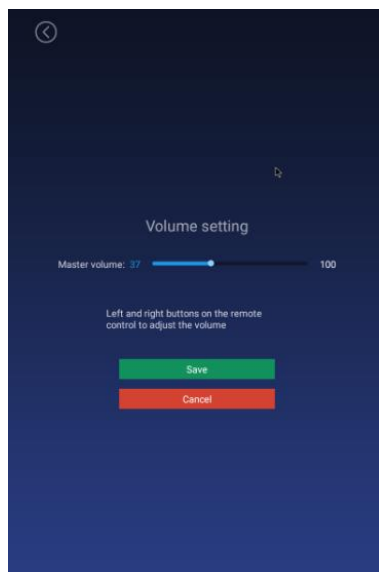 Volume setting
Master volume: 37 100
Left and right buttons on the remote
control to adjust the volume
Save
Cancel